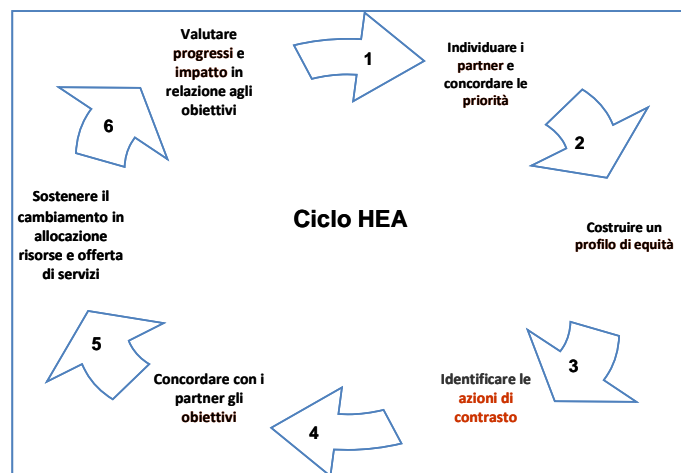 Valutare
progressi e
impatto in
relazione agli
obiettivi
1
Individuare i
partner e
concordare le
priorità
2
Costruire un
profilo di equità
3
Identificare le
azioni di
contrasto
4
Concordare con i
partner gli
obiettivi
5
Sostenere il
cambiamento in
allocazione
risorse e offerta
di servizi
6
Ciclo HEA